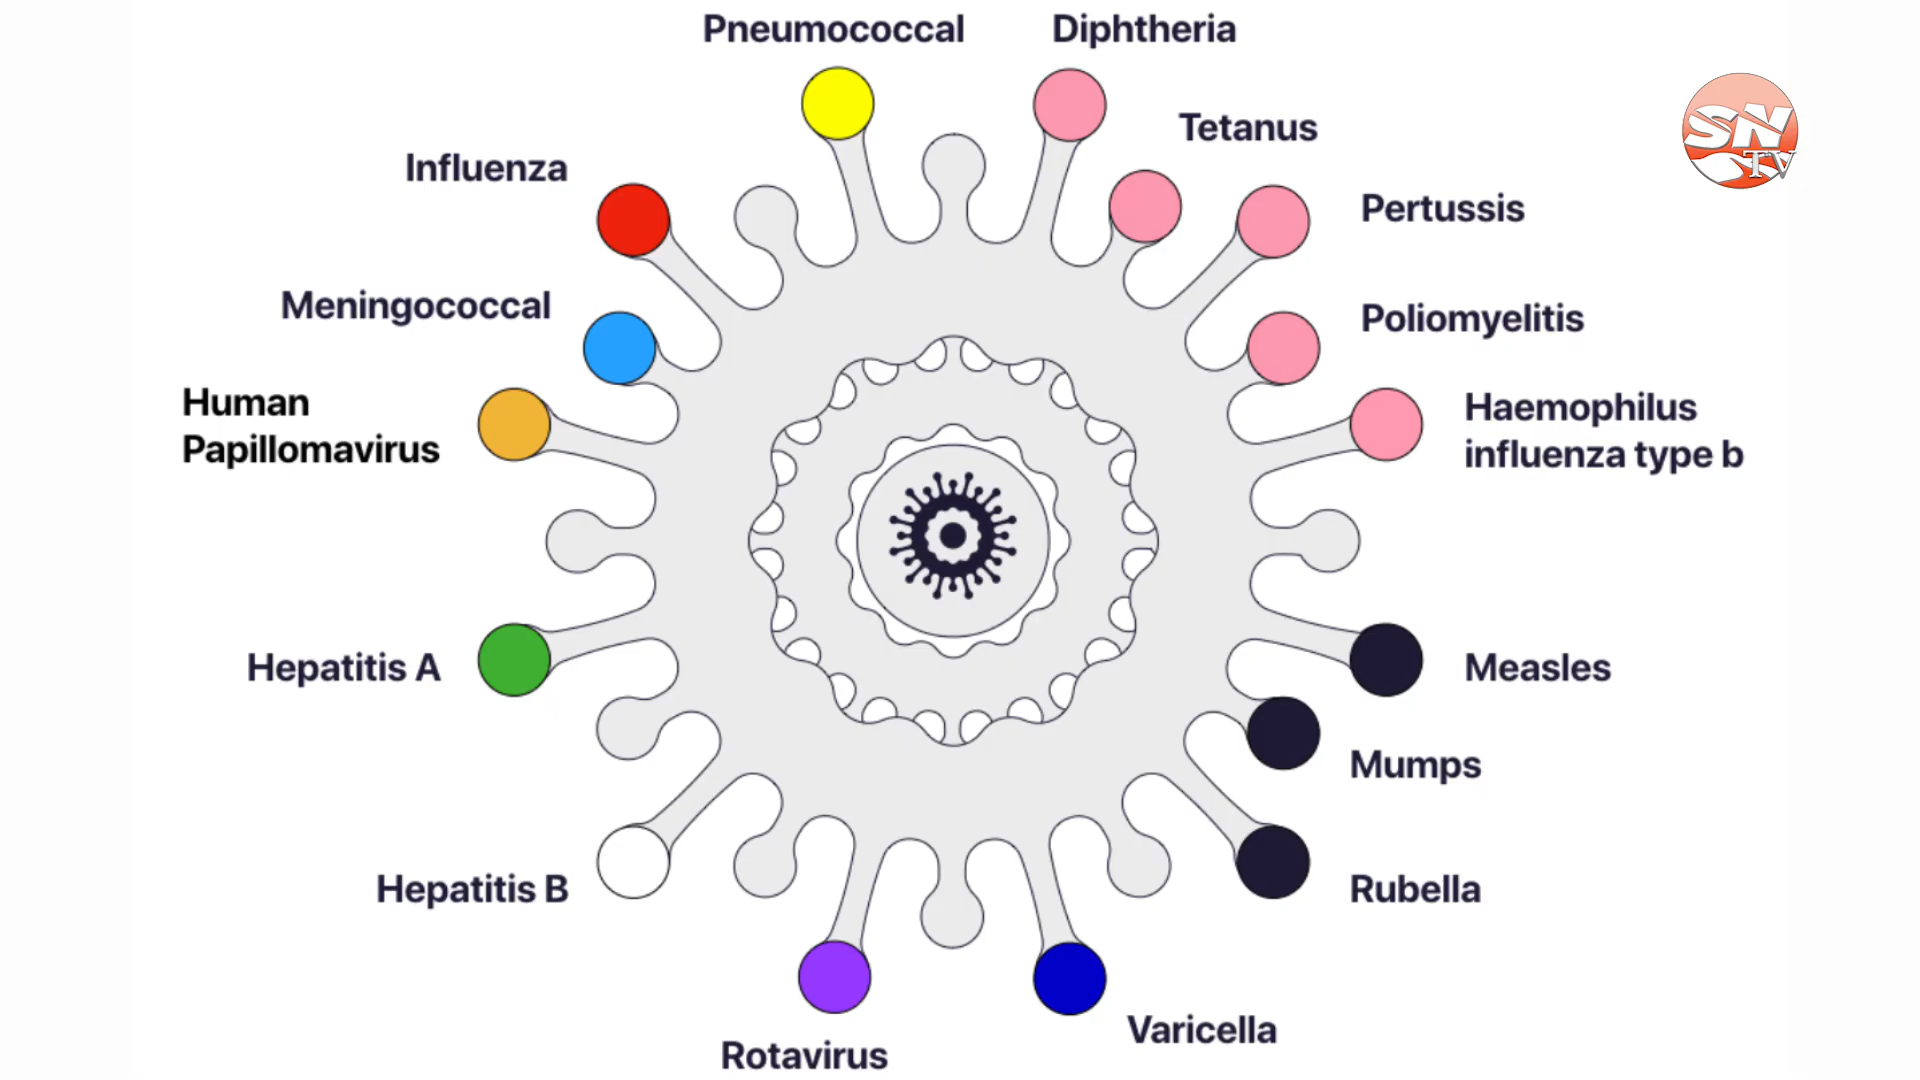 Pneumococcal
Diphtheria
SN
TV
Tetanus
Influenza
Pertussis
Meningococcal
Poliomyelitis
Human
Papillomavirus
Haemophilus
influenza type b
Hepatitis A
Measles
Mumps
Hepatitis B
Rubella
Varicella
Rotavirus